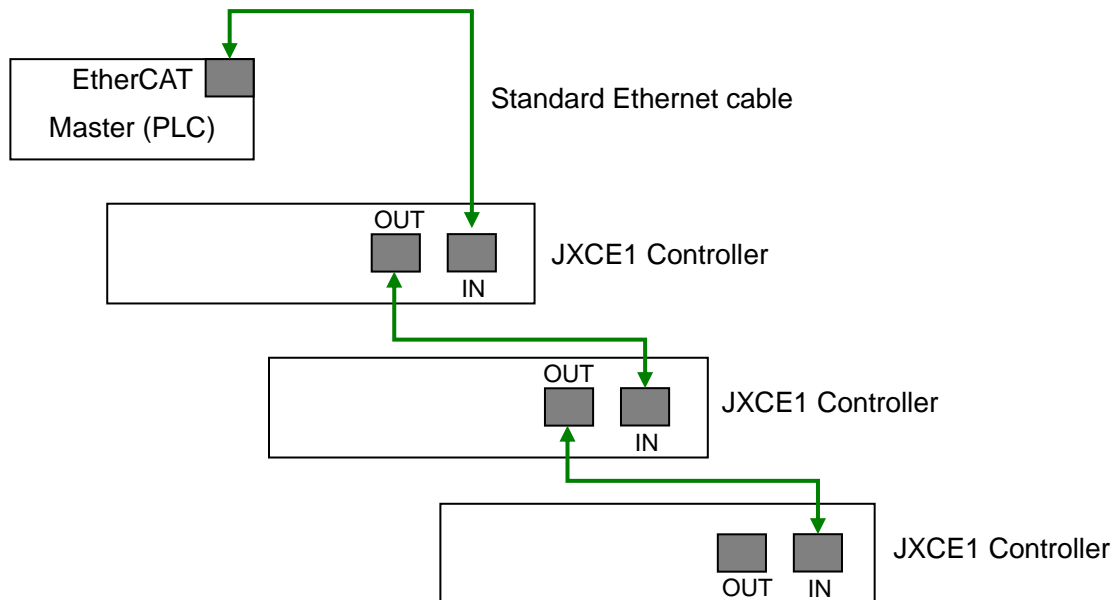 EtherCAT
Master (PLC)
Standard Ethernet cable
OUT
IN
JXCE1 Controller
OUT
IN
JXCE1 Controller
OUT
IN
JXCE1 Controller